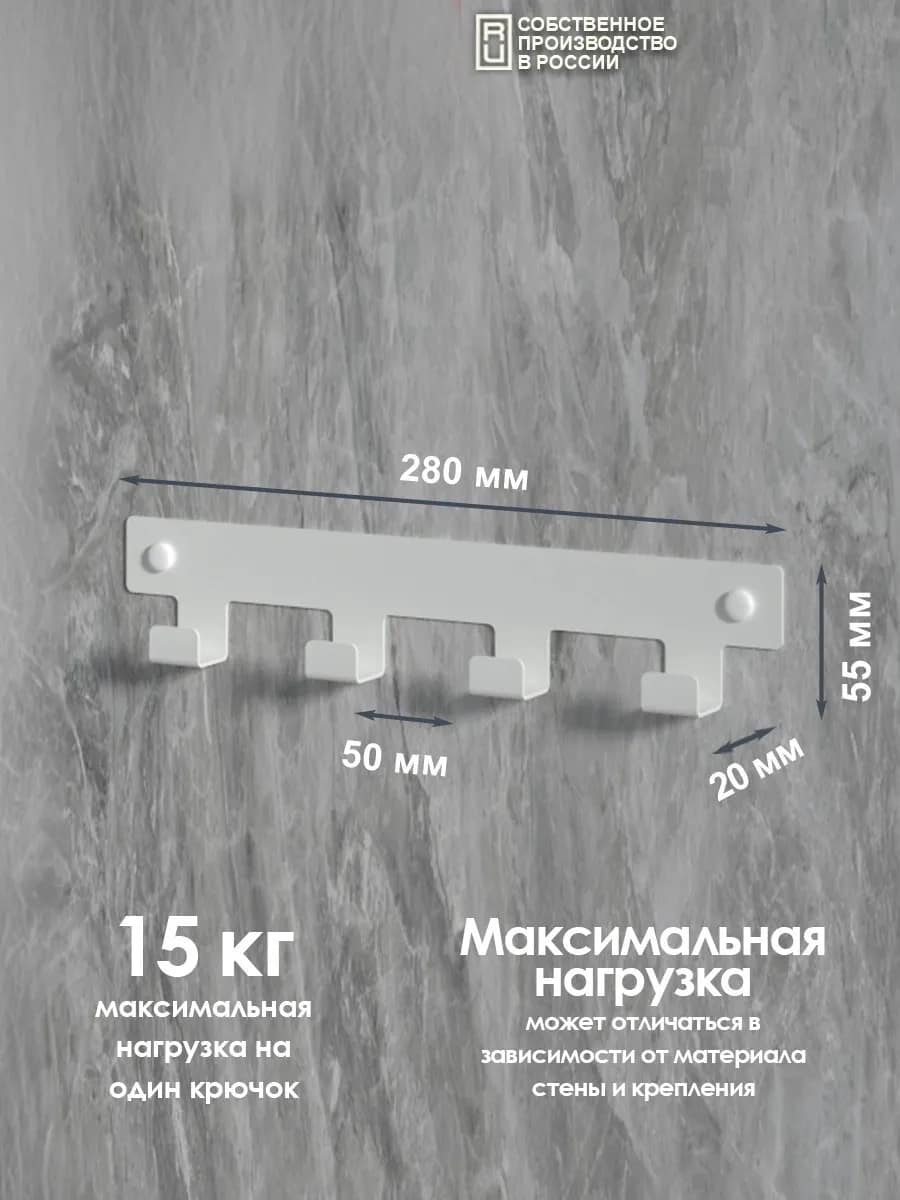 RU
СОБСТВЕННОЕ
ПРОИЗВОДСТВО
В РОССИИ
280 мм
55 мм
50 мм
20 мм
15 кг
максимальная
нагрузка на
один крючок
Максимальная
нагрузка
может отличаться в
зависимости от материала
стены и крепления